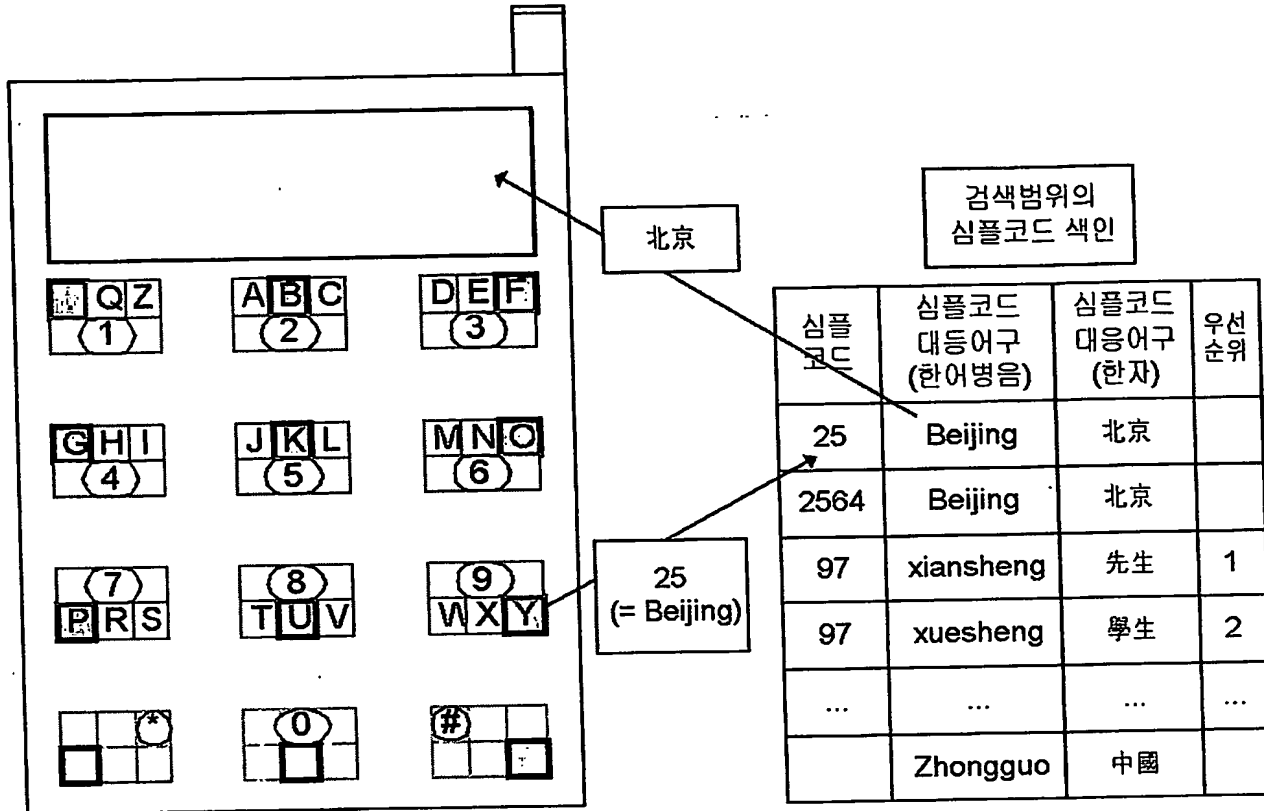 Q Z
1
A B C
2
D E F
3
G H I
4
J K L
5
M N O
6
7
P R S
8
T U V
9
W X Y
*
0
#
北京
25
(= Beijing)
검색범위의
심플코드 색인
심플
코드
심플코드
대등어구
(한어병음)
심플코드
대응어구
(한자)
우선
순위
25 Beijing 北京
2564 Beijing 北京
97 xiansheng 先生 1
97 xuesheng 學生 2
... ... ... ...
Zhongguo 中國